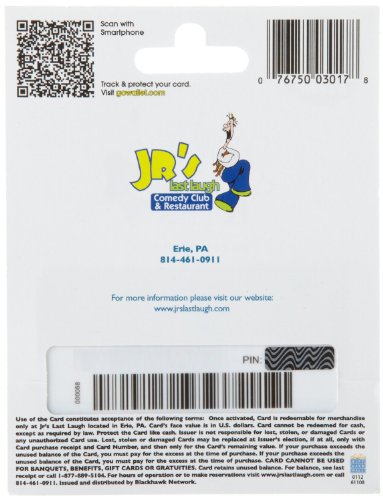 Scan with
Smartphone
Track & protect your card.
Visit gowallet.com
0 76750 03017 8
JR's
last laugh
Comedy Club
& Restaurant
Erie, PA
814-461-0911
For more information please visit our website:
www.jrslastlaugh.com
000068
PIN:
Use of the Card constitutes acceptance of the following terms: Once activated, Card is redeemable for merchandise
only at Jr's Last Laugh located in Erie, PA. Card's face value is in U.S. dollars. Card cannot be redeemed for cash,
except as required by law. Protect the Card like cash. Issuer is not responsible for lost, stolen, or damaged Cards or
any unauthorized Card use. Lost, stolen or damaged Cards may be replaced at Issuer's election, if at all, only with
Card purchase receipt and Card Number, and then only for the Card's remaining value. If your purchase exceeds the
unused balance of the Card, you must pay for the excess at the time of purchase. If your purchase exceeds the unused
balance of the Card, you must pay for the excess at the time of purchase. CARD CANNOT BE USED
FOR BANQUETS, BENEFITS, GIFT CARDS OR GRATUITIES. Card retains unused balance. For balance, see last
receipt or call 1-877-889-5106. For hours of operation or changes in hours or redemption policies, call
814-461-0911. Issued and distributed by Blackhawk Network.
0112
61108